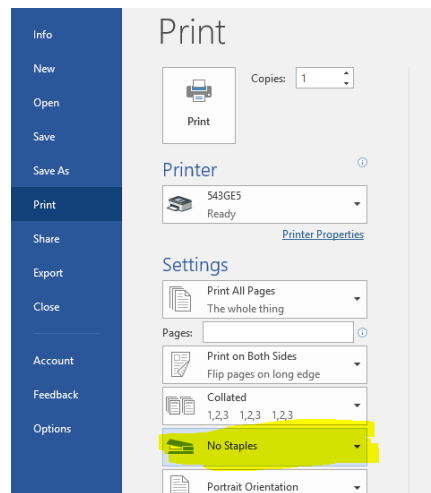 Info
New
Open
Save
Save As
Print
Share
Export
Close
Account
Feedback
Options
Print
Copies: 1
Print
Printer
543GE5
Ready
Printer Properties
Settings
Print All Pages
The whole thing
Pages:
Print on Both Sides
Flip pages on long edge
Collated
1,2,3 1,2,3 1,2,3
No Staples
Portrait Orientation